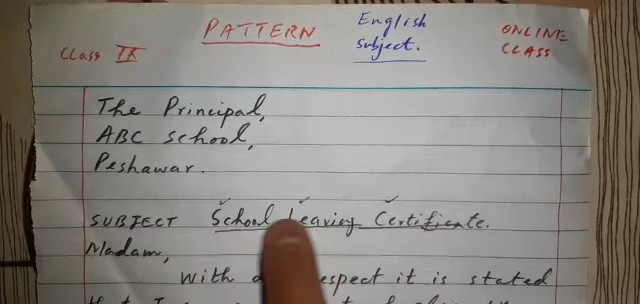 PATTERN
English
Subject.
ONLINE
CLASS
Class IX
The Principal,
ABC school,
Peshawar.
SUBJECT School Leaving Certificate.
Madam,
With respect it is stated
that I